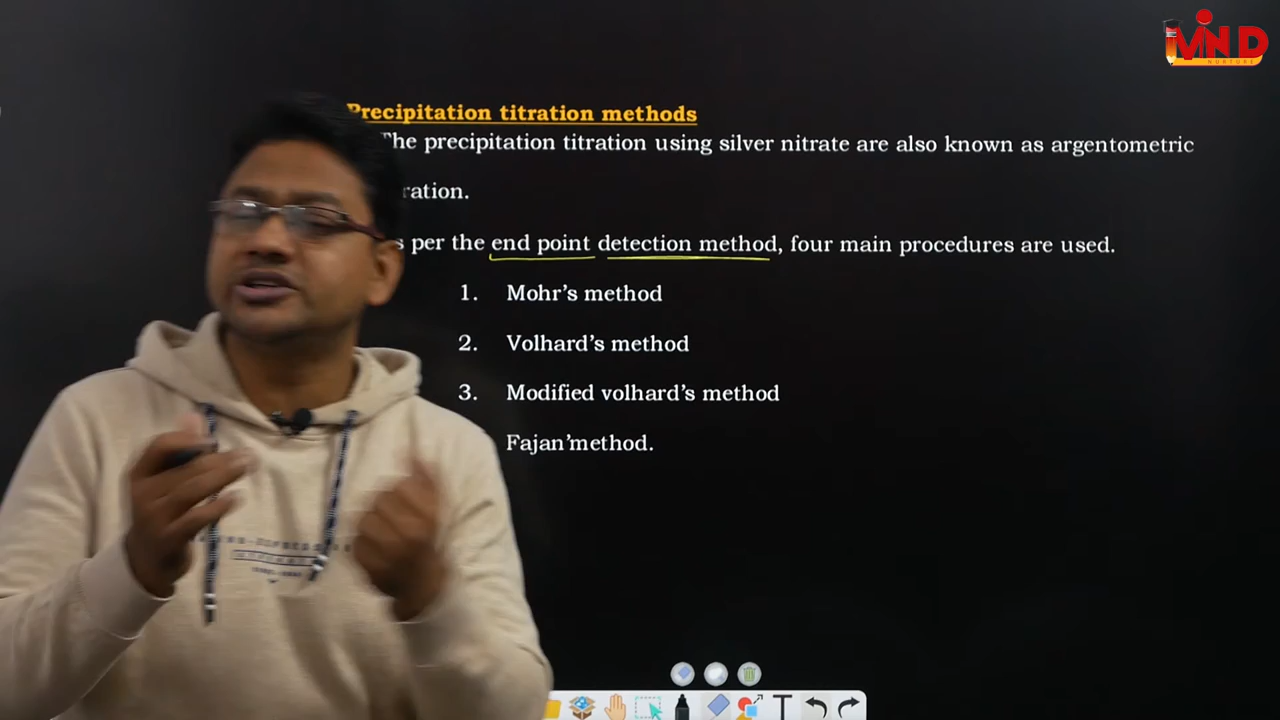 MIND
NURTURE
Precipitation titration methods
The precipitation titration using silver nitrate are also known as argentometric
ration.
s per the end point detection method, four main procedures are used.
1. Mohr’s method
2. Volhard’s method
3. Modified volhard’s method
Fajan’method.
T